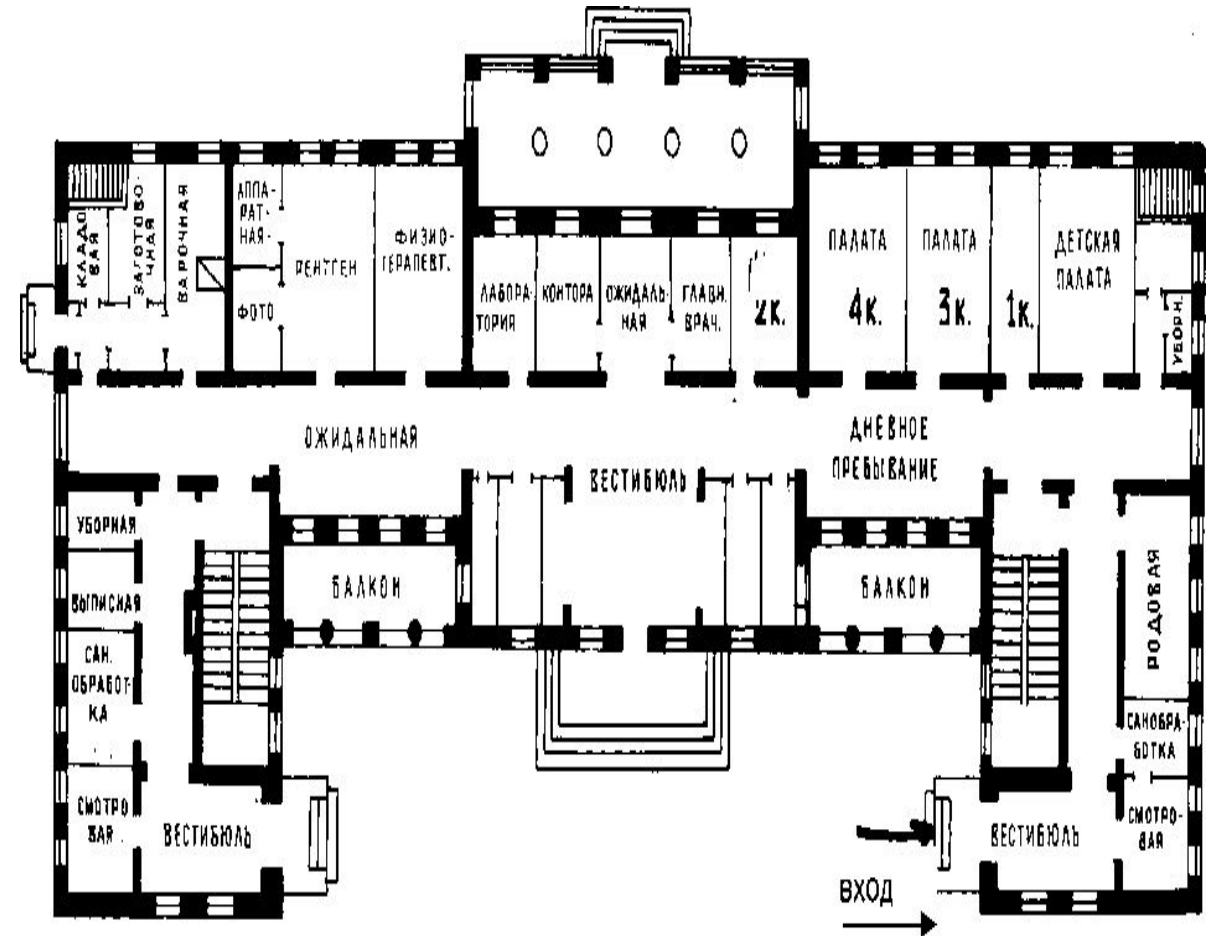 КЛАДО
ВАЯ
ЗАГОТОВО
ЧНАЯ
ВАРОЧНАЯ
АППА-
РАТ-
НАЯ-
ФОТО
РЕНТГЕН
ФИЗИО-
ТЕРАПЕВТ.
ЛАБОРА-
ТОРИЯ
КОНТОРА
ОЖИДАЛЬ-
НАЯ
ГЛАВН.
ВРАЧ.
2К.
ПАЛАТА
4К.
ПАЛАТА
3К.
1К.
ДЕТСКАЯ
ПАЛАТА
УБОРН.
ОЖИДАЛЬНАЯ
ВЕСТИБЮЛЬ
ДНЕВНОЕ
ПРЕБЫВАНИЕ
УБОРНАЯ
ВЫПИСНАЯ
САН.
ОБРАБОТ-
КА
СМОТРО
ВАЯ
ВЕСТИБЮЛЬ
БАЛКОН
БАЛКОН
РОДОВАЯ
САНОБРА-
БОТКА
СМОТРО-
ВАЯ
ВЕСТИБЮЛЬ
ВХОД